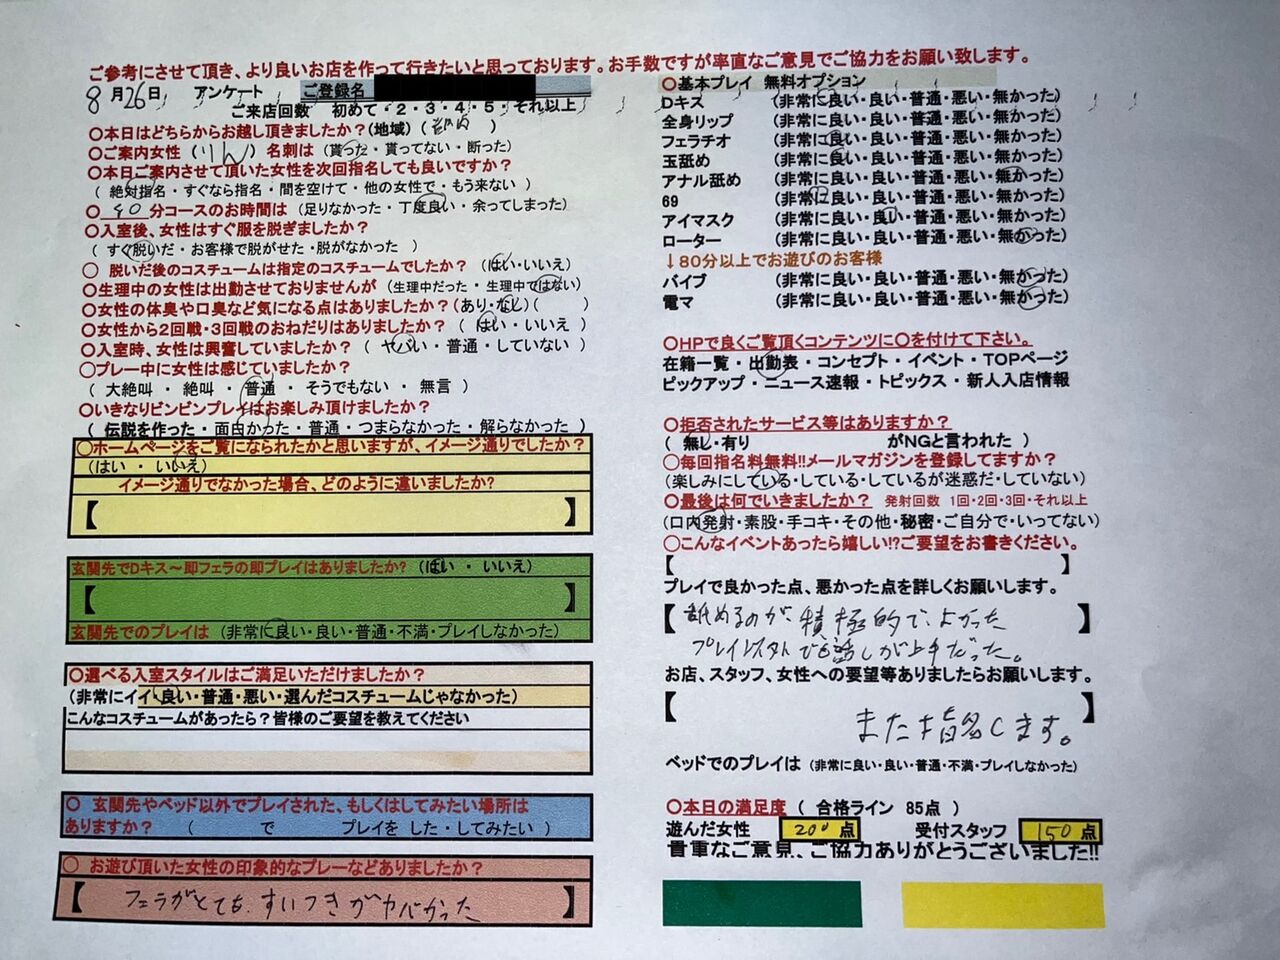 ご参考にさせて頂き、より良いお店を作って行きたいと思っております。お手数ですが率直なご意見でご協力をお願い致します。
8月26日 アンケート ご登録名
ご来店回数 初めて・2・3・4・5・それ以上
〇本日はどちらからお越し頂きましたか?(地域)( 都内 )
〇ご案内女性 (りん) 名刺は (貰った・貰ってない・断った)
〇本日ご案内させて頂いた女性を次回指名しても良いですか?
( 絶対指名・すぐなら指名・間を空けて・他の女性で・もう来ない )
〇 90 分コースのお時間は (足りなかった・丁度良い・余ってしまった)
〇入室後、女性はすぐ服を脱ぎましたか?
( すぐ脱いだ・お客様で脱がせた・脱がなかった )
〇 脱いだ後のコスチュームは指定のコスチュームでしたか? (はい・いいえ)
〇生理中の女性は出勤させておりませんが (生理中だった・生理中ではない)
〇女性の体臭や口臭など気になる点はありましたか?(あり・なし)( )
〇女性から2回戦・3回戦のおねだりはありましたか? ( はい・いいえ )
〇入室時、女性は興奮していましたか? ( ヤバい・普通・していない )
〇プレー中に女性は感じていましたか?
( 大絶叫・絶叫・普通・そうでもない・無言 )
〇いきなりビンビンプレイはお楽しみ頂けましたか?
( 伝説を作った・面白かった・普通・つまらなかった・解らなかった )
〇ホームページをご覧になられたかと思いますが、イメージ通りでしたか?
(はい ・ いいえ)
イメージ通りでなかった場合、どのように違いましたか?
【 】
玄関先でDキス～即フェラの即プレイはありましたか? (はい ・ いいえ)
【 】
玄関先でのプレイは (非常に良い・良い・普通・不満・プレイしなかった)
〇選べる入室スタイルはご満足いただけましたか?
(非常にイイ・良い・普通・悪い・選んだコスチュームじゃなかった)
こんなコスチュームがあったら?皆様のご要望を教えてください
〇 玄関先やベッド以外でプレイされた、もしくはしてみたい場所は
ありますか? ( で プレイを した・してみたい )
〇 お遊び頂いた女性の印象的なプレーなどありましたか?
【 フェラがとても、すいつきがヤバかった 】
〇基本プレイ 無料オプション
Dキス (非常に良い・良い・普通・悪い・無かった)
全身リップ (非常に良い・良い・普通・悪い・無かった)
フェラチオ (非常に良い・良い・普通・悪い・無かった)
玉舐め (非常に良い・良い・普通・悪い・無かった)
アナル舐め (非常に良い・良い・普通・悪い・無かった)
69 (非常に良い・良い・普通・悪い・無かった)
アイマスク (非常に良い・良い・普通・悪い・無かった)
ローター (非常に良い・良い・普通・悪い・無かった)
↓80分以上でお遊びのお客様
バイブ (非常に良い・良い・普通・悪い・無かった)
電マ (非常に良い・良い・普通・悪い・無かった)
〇HPで良くご覧頂くコンテンツに〇を付けて下さい。
在籍一覧・出勤表・コンセプト・イベント・TOPページ
ピックアップ・ニュース速報・トピックス・新人入店情報
〇拒否されたサービス等はありますか?
( 無し・有り がNGと言われた )
〇毎回指名料無料!!メールマガジンを登録してますか?
(楽しみにしている・している・しているが迷惑だ・していない)
〇最後は何でいきましたか? 発射回数 1回・2回・3回・それ以上
(口内発射・素股・手コキ・その他・秘密・ご自分で・いってない)
〇こんなイベントあったら嬉しい!?ご要望をお書きください。
【 】
プレイで良かった点、悪かった点を詳しくお願いします。
【 舐めるのが、積極的で、よかった
プレイ以外でも話しが上手だった。 】
お店、スタッフ、女性への要望等ありましたらお願いします。
【 また指名します。 】
ベッドでのプレイは (非常に良い・良い・普通・不満・プレイしなかった)
〇本日の満足度 ( 合格ライン 85点 )
遊んだ女性 200 点 受付スタッフ 150 点
貴重なご意見、ご協力ありがとうございました!!